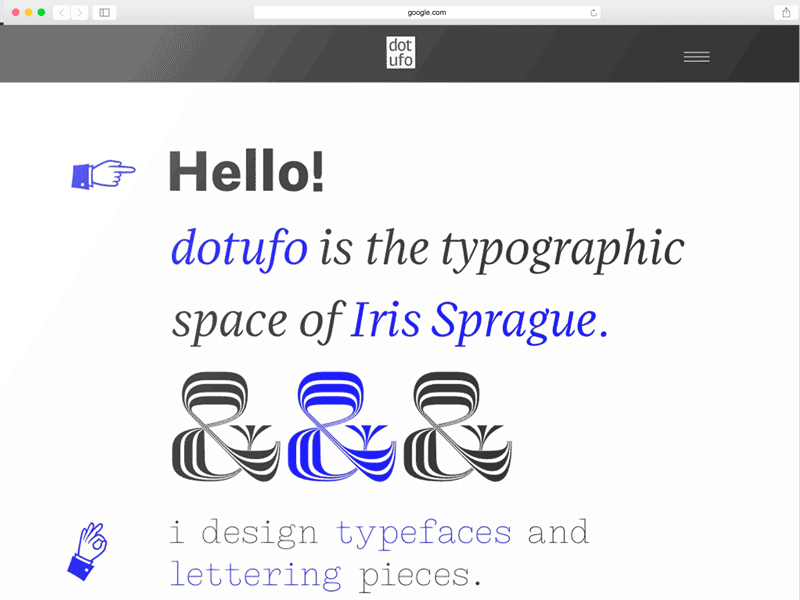 google.com
dot
ufo
Hello!
dotufo is the typographic
space of Iris Sprague.
&&&
i design typefaces and
lettering pieces.